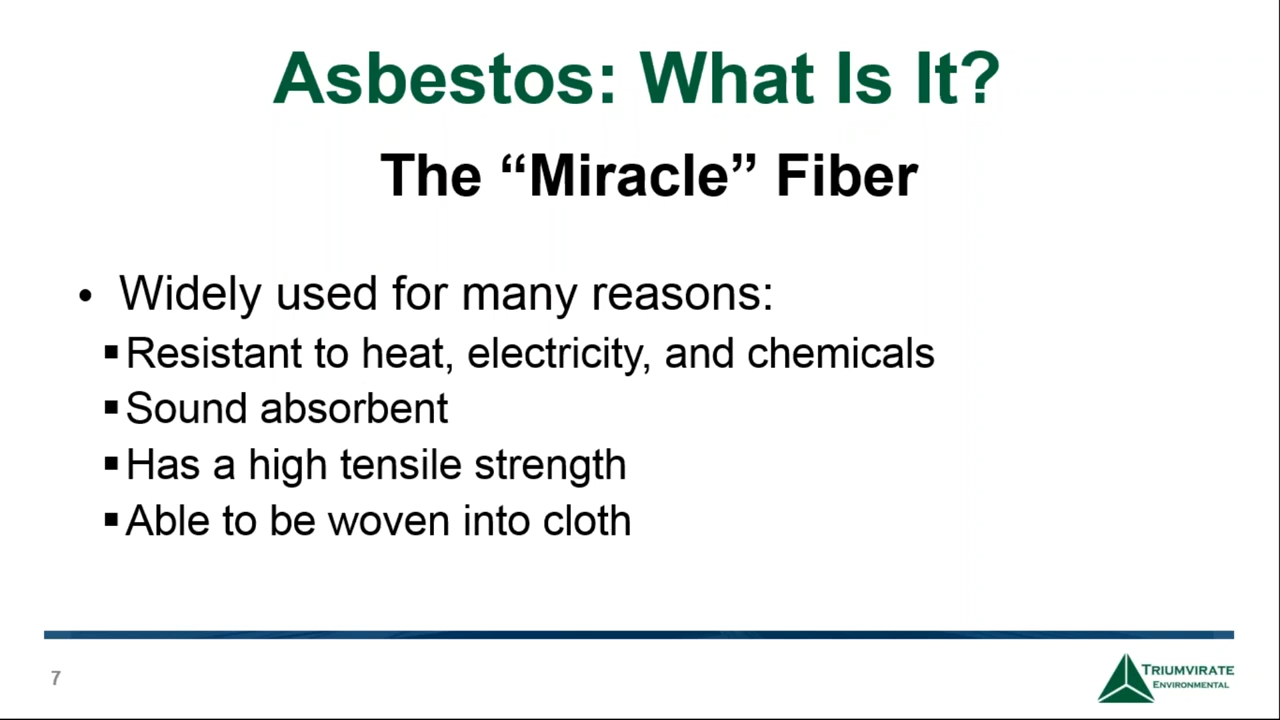 Asbestos: What Is It?
The “Miracle” Fiber
• Widely used for many reasons:
▪ Resistant to heat, electricity, and chemicals
▪ Sound absorbent
▪ Has a high tensile strength
▪ Able to be woven into cloth
7
TRIUMVIRATE
ENVIRONMENTAL